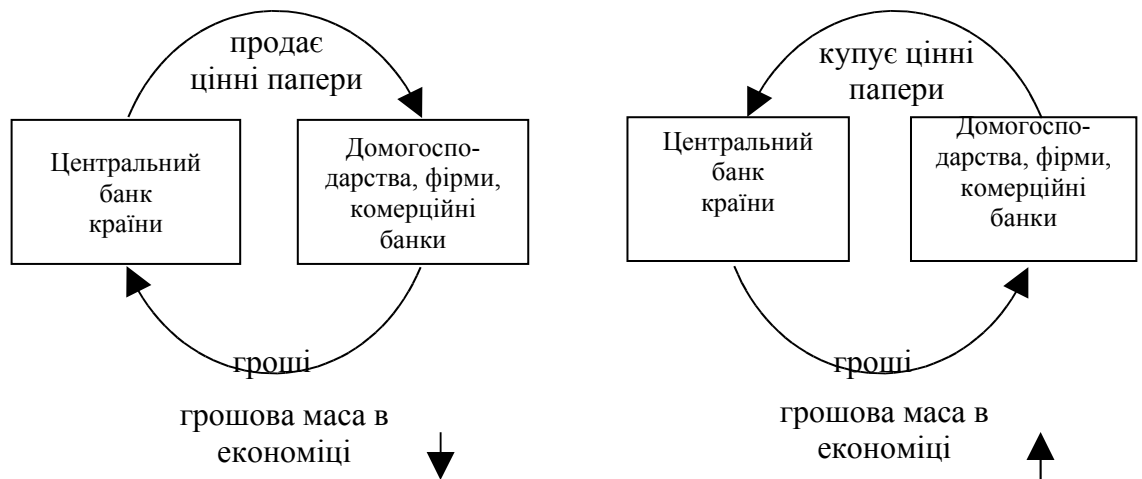 продає
цінні папери
Центральний
банк
країни
Домогоспо-
дарства, фірми,
комерційні
банки
гроші
грошова маса в
економіці
купує цінні
папери
Центральний
банк
країни
Домогоспо-
дарства, фірми,
комерційні
банки
гроші
грошова маса в
економіці